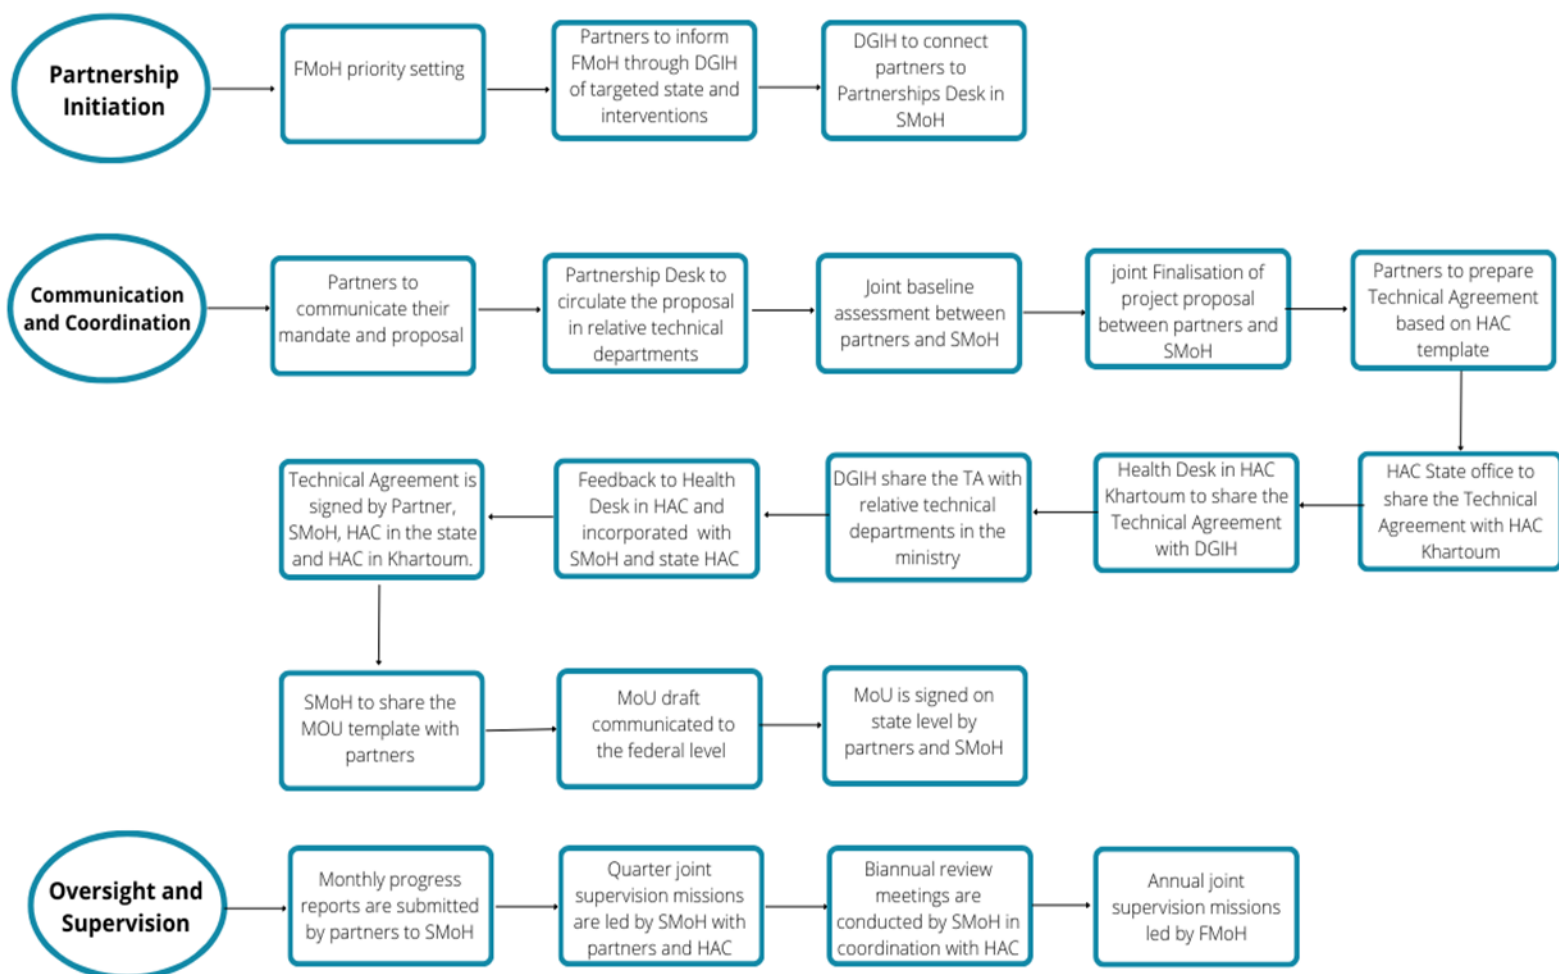 Partnership
Initiation
FMoH priority setting
Partners to inform
FMoH through DGIH
of targeted state and
interventions
DGIH to connect
partners to
Partnerships Desk in
SMoH
Communication
and Coordination
Partners to
communicate their
mandate and proposal
Partnership Desk to
circulate the proposal
in relative technical
departments
Joint baseline
assessment between
partners and SMoH
joint Finalisation of
project proposal
between partners and
SMoH
Partners to prepare
Technical Agreement
based on HAC
template
HAC State office to
share the Technical
Agreement with HAC
Khartoum
Health Desk in HAC
Khartoum to share the
Technical Agreement
with DGIH
DGIH share the TA with
relative technical
departments in the
ministry
Feedback to Health
Desk in HAC and
incorporated with
SMoH and state HAC
Technical Agreement is
signed by Partner,
SMoH, HAC in the state
and HAC in Khartoum.
SMoH to share the
MOU template with
partners
MoU draft
communicated to
the federal level
MoU is signed on
state level by
partners and SMoH
Oversight and
Supervision
Monthly progress
reports are submitted
by partners to SMoH
Quarter joint
supervision missions
are led by SMoH with
partners and HAC
Biannual review
meetings are
conducted by SMoH in
coordination with HAC
Annual joint
supervision missions
led by FMoH